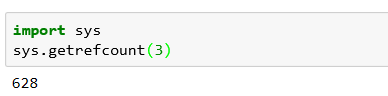 import sys
sys.getrefcount(3)
628